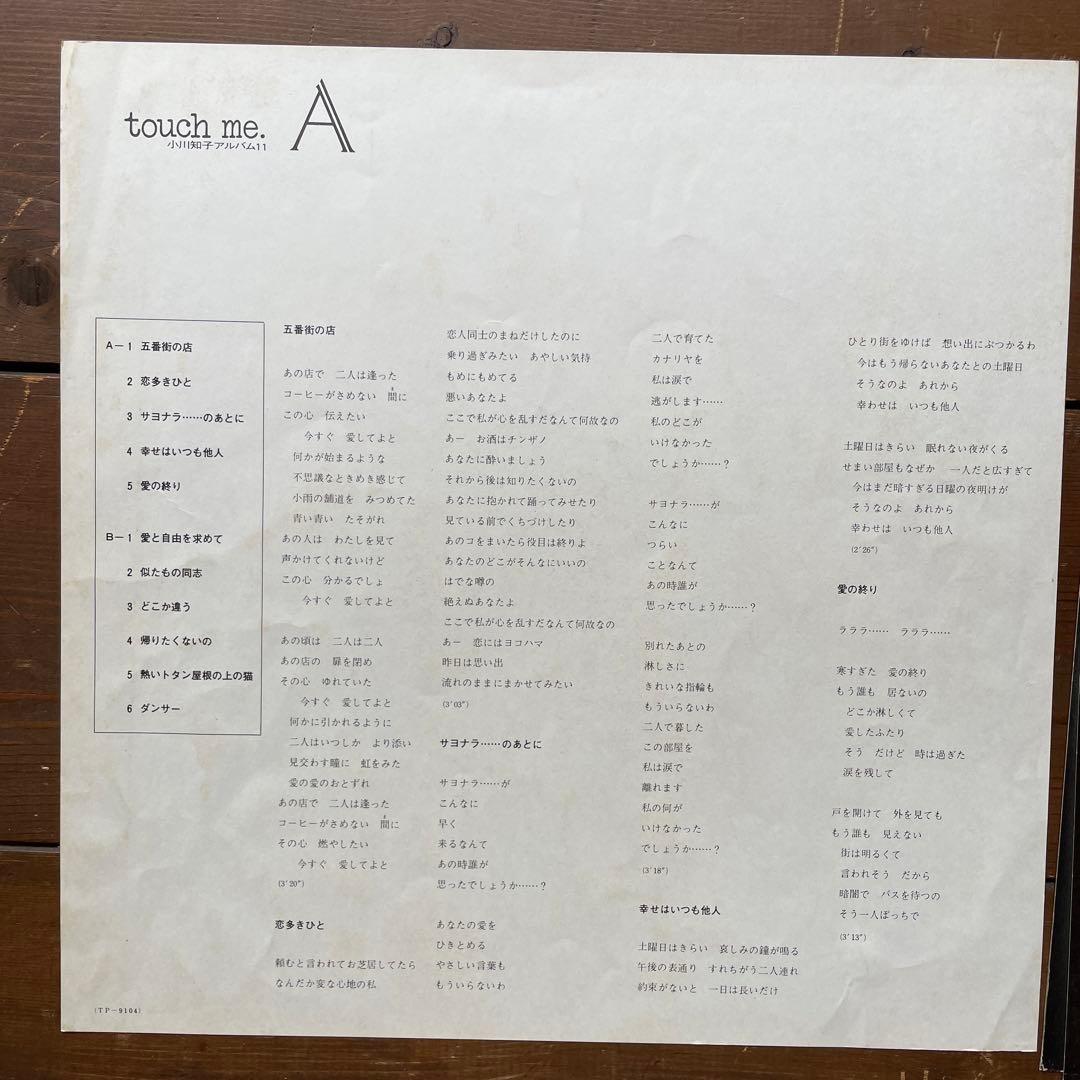 touch me.
小川知子アルバム11
A
A－1 五番街の店
2 恋多きひと
3 サヨナラ……のあとに
4 幸せはいつも他人
5 愛の終り
B－1 愛と自由を求めて
2 似たもの同志
3 どこか違う
4 帰りたくないの
5 熱いトタン屋根の上の猫
6 ダンサー
五番街の店
あの店で 二人は逢った
コーヒーがさめない 間に
この心 伝えたい
今すぐ 愛してよと
何かが始まるような
不思議なときめき感じて
小雨の舗道を みつめてた
青い青い たそがれ
あの人は わたしを見て
声かけてくれないけど
この心 分かるでしょ
今すぐ 愛してよと
あの頃は 二人は二人
あの店の 扉を閉め
その心 ゆれていた
今すぐ 愛してよと
何かに引かれるように
二人はいつしか より添い
見交わす瞳に 虹をみた
愛の愛のおとずれ
あの店で 二人は逢った
コーヒーがさめない 間に
その心 燃やしたい
今すぐ 愛してよと
(3′20″)
恋多きひと
頼むと言われてお芝居してたら
なんだか変な心地の私
恋人同士のまねだけしたのに
乗り過ぎみたい あやしい気持
もめにもめてる
悪いあなたよ
ここで私が心を乱すだなんて何故なの
あー お酒はチンザノ
あなたに酔いましょう
それから後は知りたくないの
あなたに抱かれて踊ってみせたり
見ている前でくちづけしたり
あのコをまいたら役目は終りよ
あなたのどこがそんなにいいの
はでな噂の
絶えぬあなたよ
ここで私が心を乱すだなんて何故なの
あー 恋にはヨコハマ
昨日は思い出
流れのままにまかせてみたい
(3′03″)
サヨナラ……のあとに
サヨナラ……が
こんなに
早く
来るなんて
あの時誰が
思ったでしょうか……?
あなたの愛を
ひきとめる
やさしい言葉も
もういらないわ
二人で育てた
カナリヤを
私は涙で
逃がします……
私のどこが
いけなかった
でしょうか……?
サヨナラ……が
こんなに
つらい
ことなんて
あの時誰が
思ったでしょうか……?
別れたあとの
淋しさに
きれいな指輪も
もういらないわ
二人で暮した
この部屋を
私は涙で
離れます
私の何が
いけなかった
でしょうか……?
(3′18″)
幸せはいつも他人
土曜日はきらい 哀しみの鐘が鳴る
午後の表通り すれちがう二人連れ
約束がないと 一日は長いだけ
ひとり街をゆけば 想い出にぶつかるわ
今はもう帰らないあなたとの土曜日
そうなのよ あれから
幸わせは いつも他人
土曜日はきらい 眠れない夜がくる
せまい部屋もなぜか 一人だと広すぎて
今はまだ暗すぎる日曜の夜明けが
そうなのよ あれから
幸わせは いつも他人
(2′26″)
愛の終り
ラララ…… ラララ……
寒すぎた 愛の終り
もう誰も 居ないの
どこか淋しくて
愛したふたり
そう だけど 時は過ぎた
涙を残して
戸を開けて 外を見ても
もう誰も 見えない
街は明るくて
言われそう だから
暗闇で バスを待つの
そう一人ぼっちで
(3′13″)
(TP－9104)